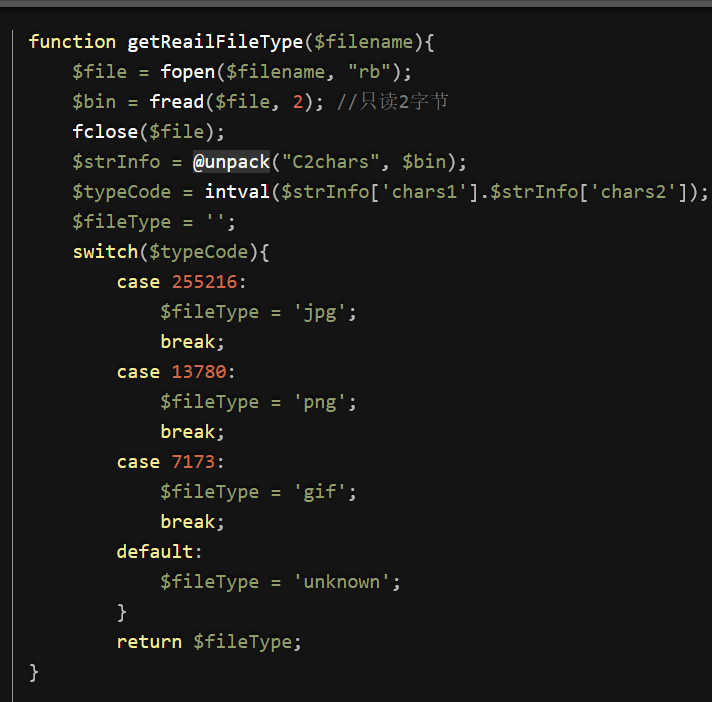 function getReailFileType($filename){
    $file = fopen($filename, "rb");
    $bin = fread($file, 2); //只读2字节
    fclose($file);
    $strInfo = @unpack("C2chars", $bin);
    $typeCode = intval($strInfo['chars1'].$strInfo['chars2']);
    $fileType = '';
    switch($typeCode){
        case 255216:
            $fileType = 'jpg';
            break;
        case 13780:
            $fileType = 'png';
            break;
        case 7173:
            $fileType = 'gif';
            break;
        default:
            $fileType = 'unknown';
        }
        return $fileType;
}